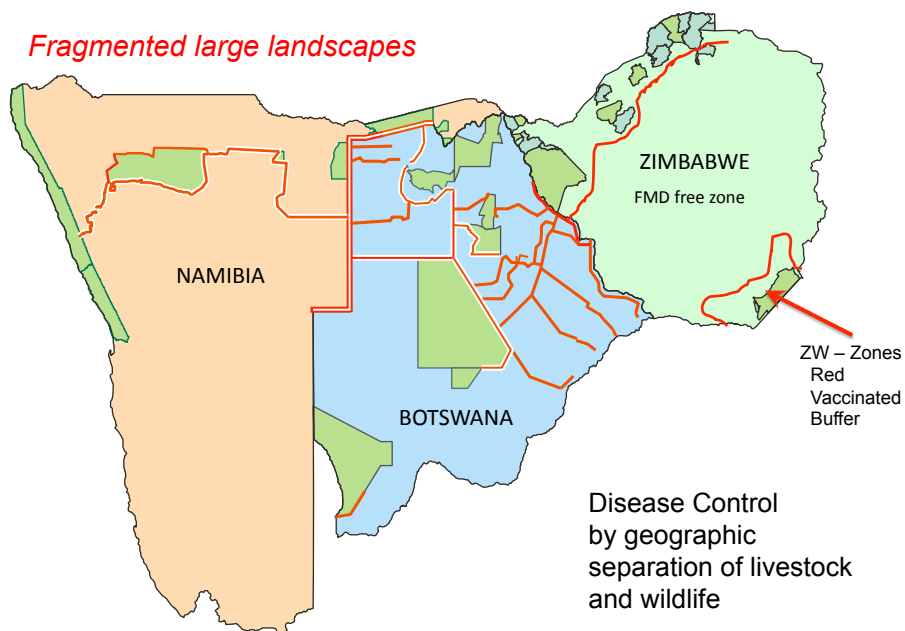 Fragmented large landscapes
ZIMBABWE
FMD free zone
NAMIBIA
ZW – Zones
Red
Vaccinated
Buffer
BOTSWANA
Disease Control
by geographic
separation of livestock
and wildlife